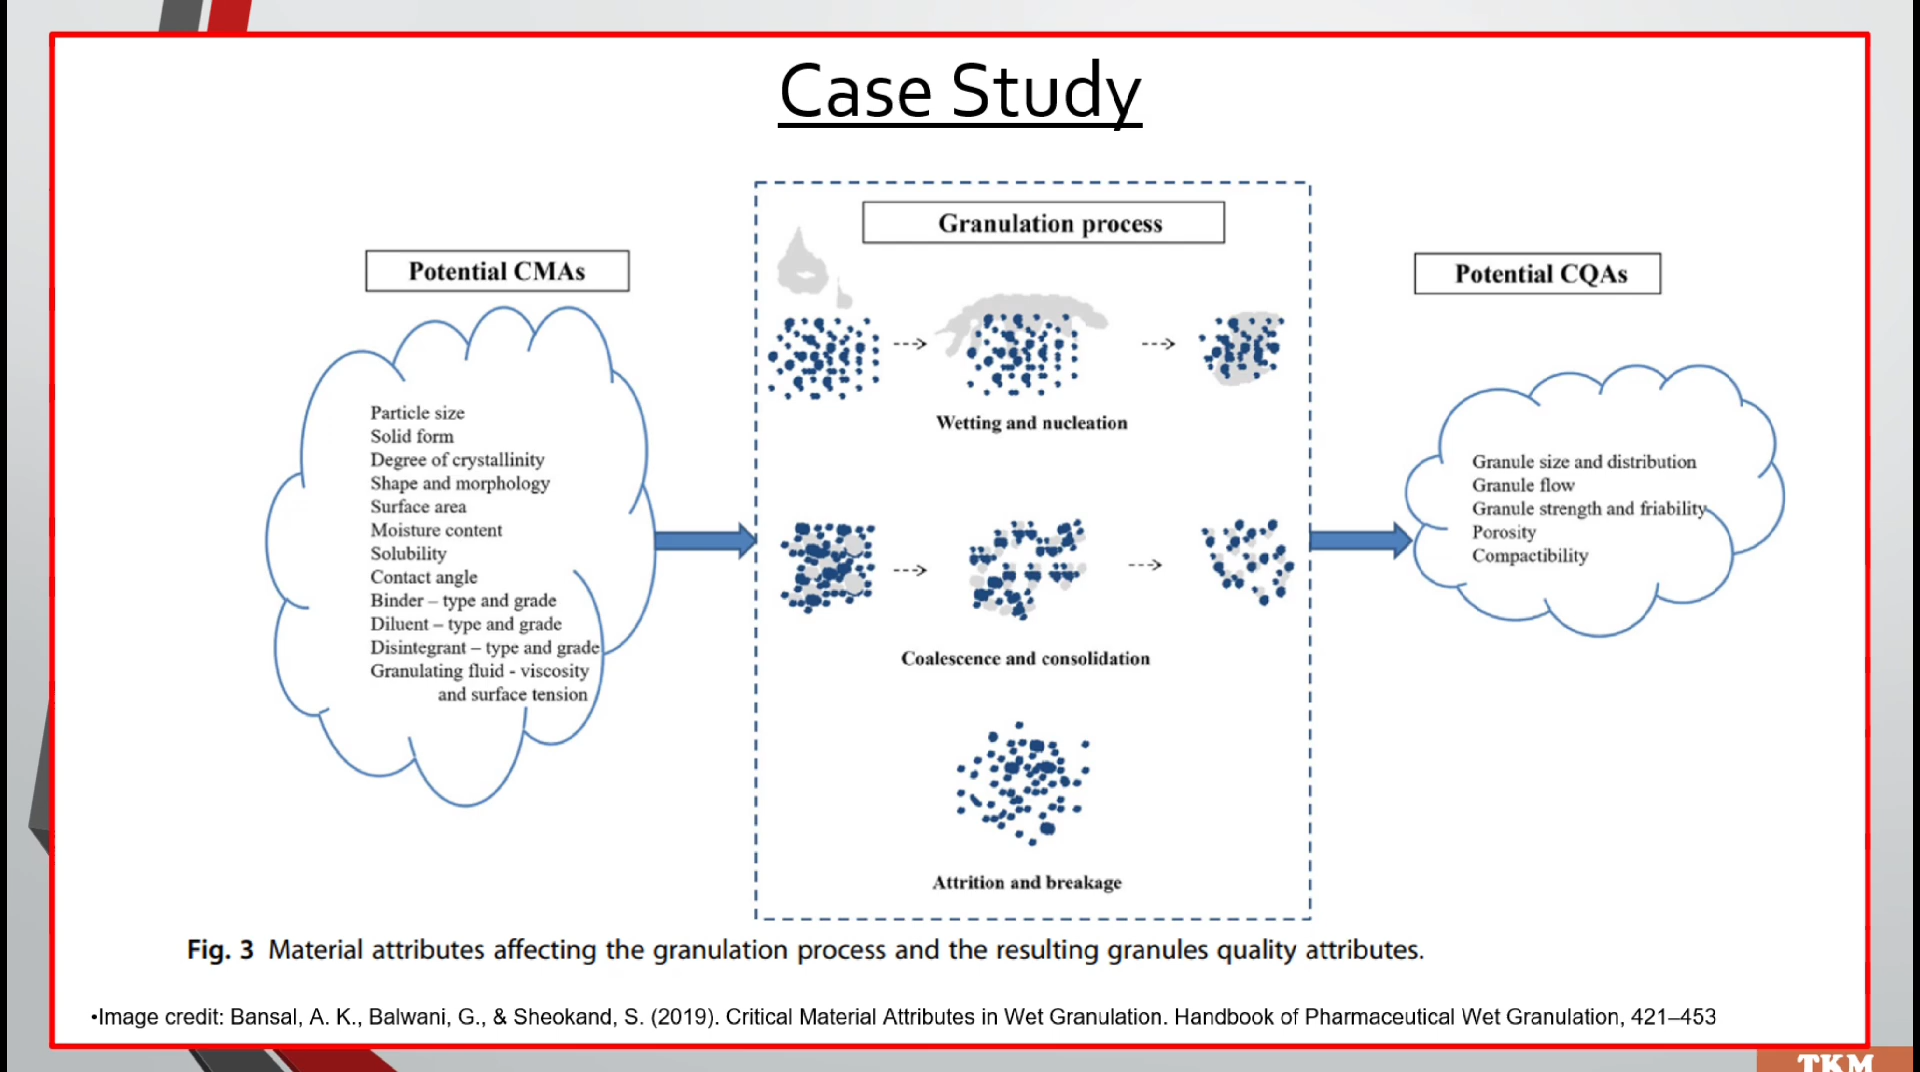 Case Study
Granulation process
Potential CMAs
Potential CQAs
Particle size
Solid form
Degree of crystallinity
Shape and morphology
Surface area
Moisture content
Solubility
Contact angle
Binder – type and grade
Diluent – type and grade
Disintegrant – type and grade
Granulating fluid - viscosity
and surface tension
Wetting and nucleation
Coalescence and consolidation
Attrition and breakage
Granule size and distribution
Granule flow
Granule strength and friability
Porosity
Compactibility
Fig. 3 Material attributes affecting the granulation process and the resulting granules quality attributes.
•Image credit: Bansal, A. K., Balwani, G., & Sheokand, S. (2019). Critical Material Attributes in Wet Granulation. Handbook of Pharmaceutical Wet Granulation, 421–453
TKM